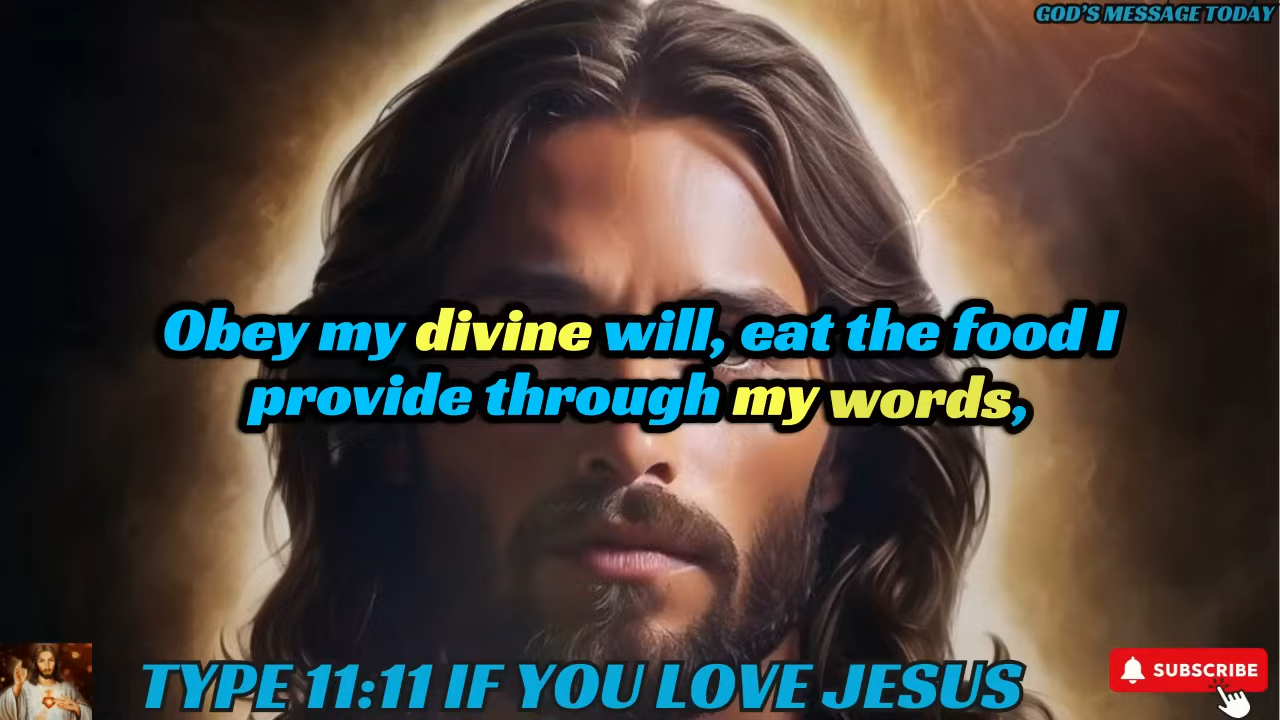 GOD'S MESSAGE TODAY
Obey my divine will, eat the food I
provide through my words,
TYPE 11:11 IF YOU LOVE JESUS
SUBSCRIBE